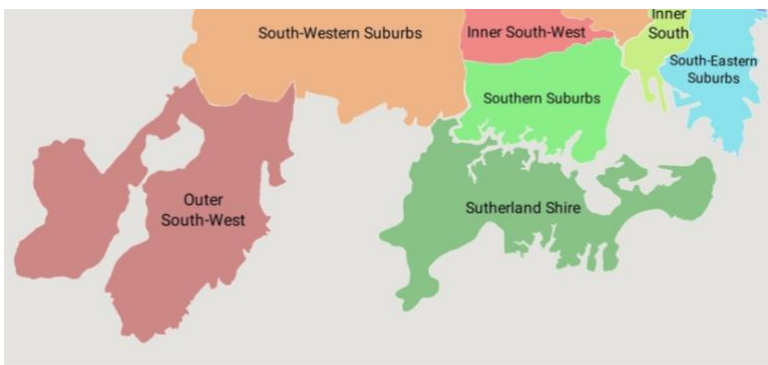 Inner
South
South-Western Suburbs
Inner South-West
South-Eastern
Suburbs
Southern Suburbs
Outer
South-West
Sutherland Shire